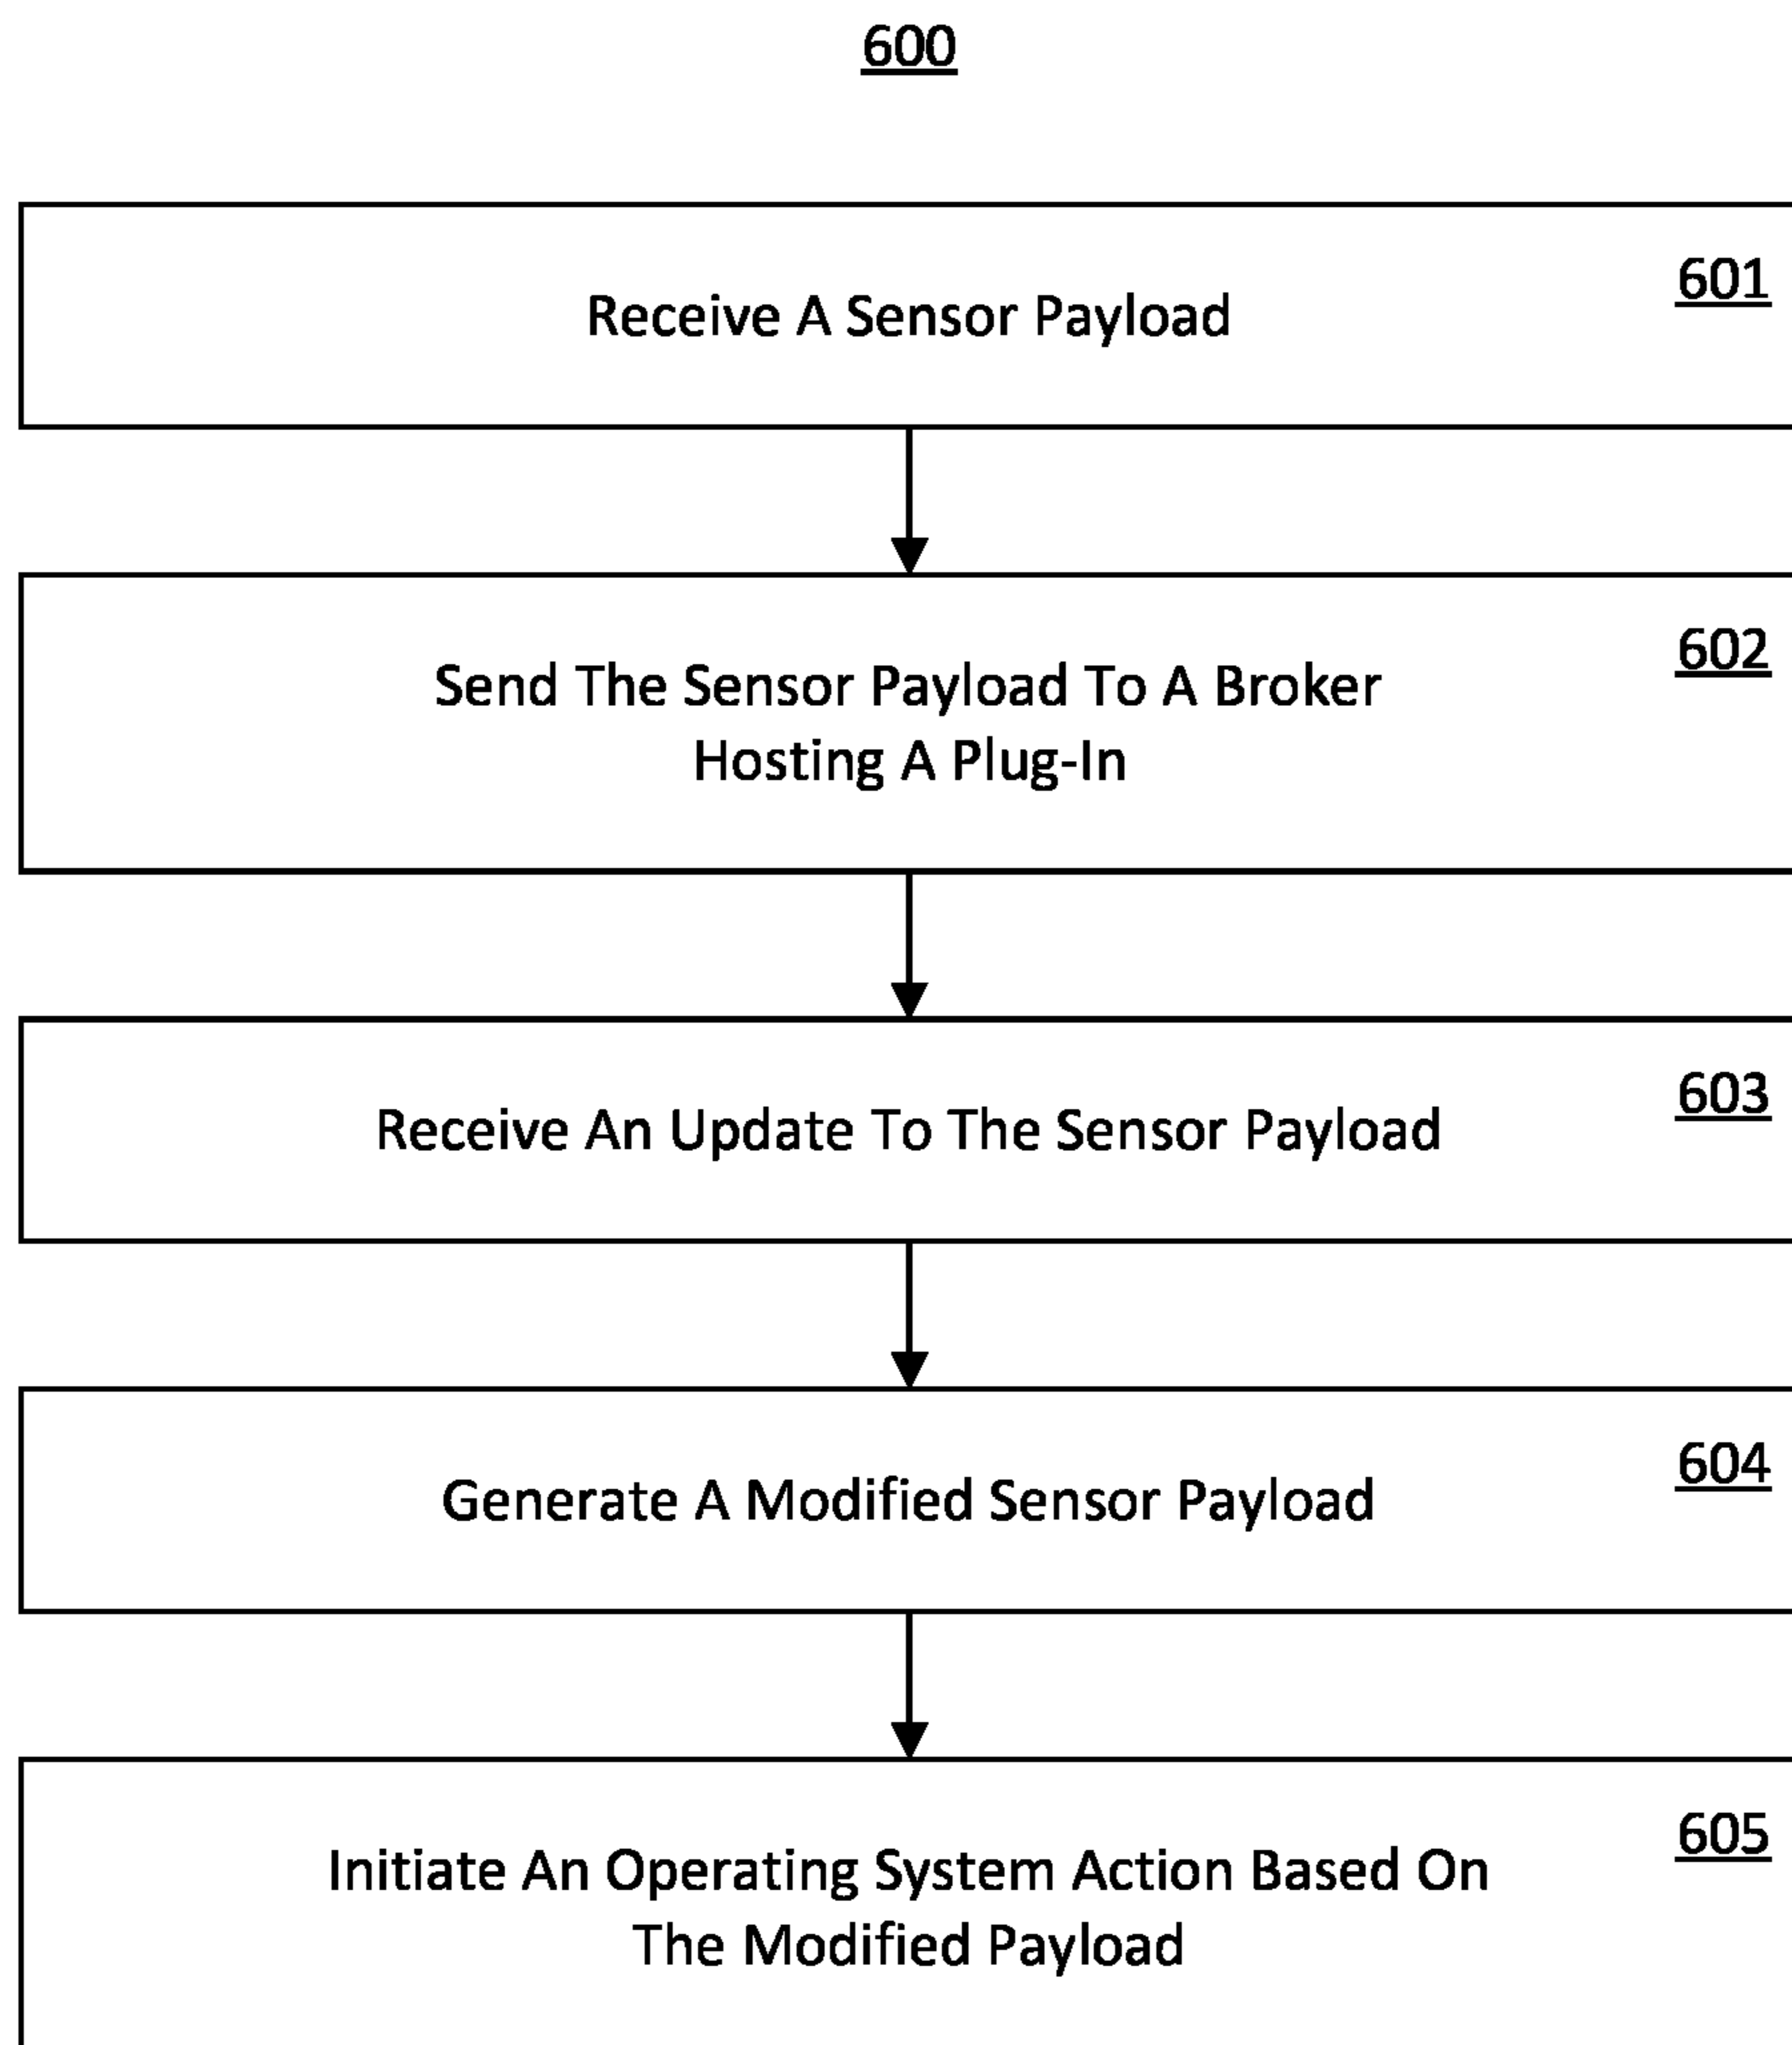 600
601
Receive A Sensor Payload
602
Send The Sensor Payload To A Broker
Hosting A Plug-In
603
Receive An Update To The Sensor Payload
604
Generate A Modified Sensor Payload
605
Initiate An Operating System Action Based On
The Modified Payload